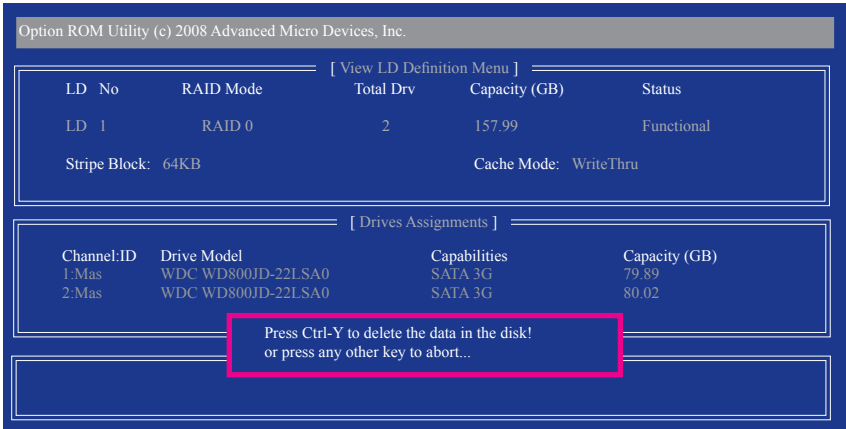 Option ROM Utility (c) 2008 Advanced Micro Devices, Inc.
[ View LD Definition Menu ]
LD No RAID Mode Total Drv Capacity (GB) Status
LD 1 RAID 0 2 157.99 Functional
Stripe Block: 64KB Cache Mode: WriteThru
[ Drives Assignments ]
Channel:ID Drive Model Capabilities Capacity (GB)
1:Mas WDC WD800JD-22LSA0 SATA 3G 79.89
2:Mas WDC WD800JD-22LSA0 SATA 3G 80.02
Press Ctrl-Y to delete the data in the disk!
or press any other key to abort...